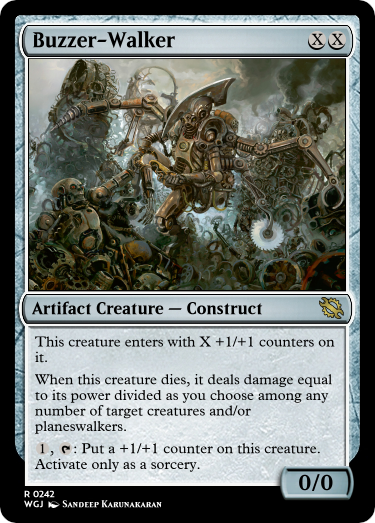 Buzzer-Walker X X
Artifact Creature — Construct
This creature enters with X +1/+1 counters on
it.
When this creature dies, it deals damage equal
to its power divided as you choose among any
number of target creatures and/or
planeswalkers.
1, : Put a +1/+1 counter on this creature.
Activate only as a sorcery.
0/0
R 0242
WGJ Sandeep Karunakaran